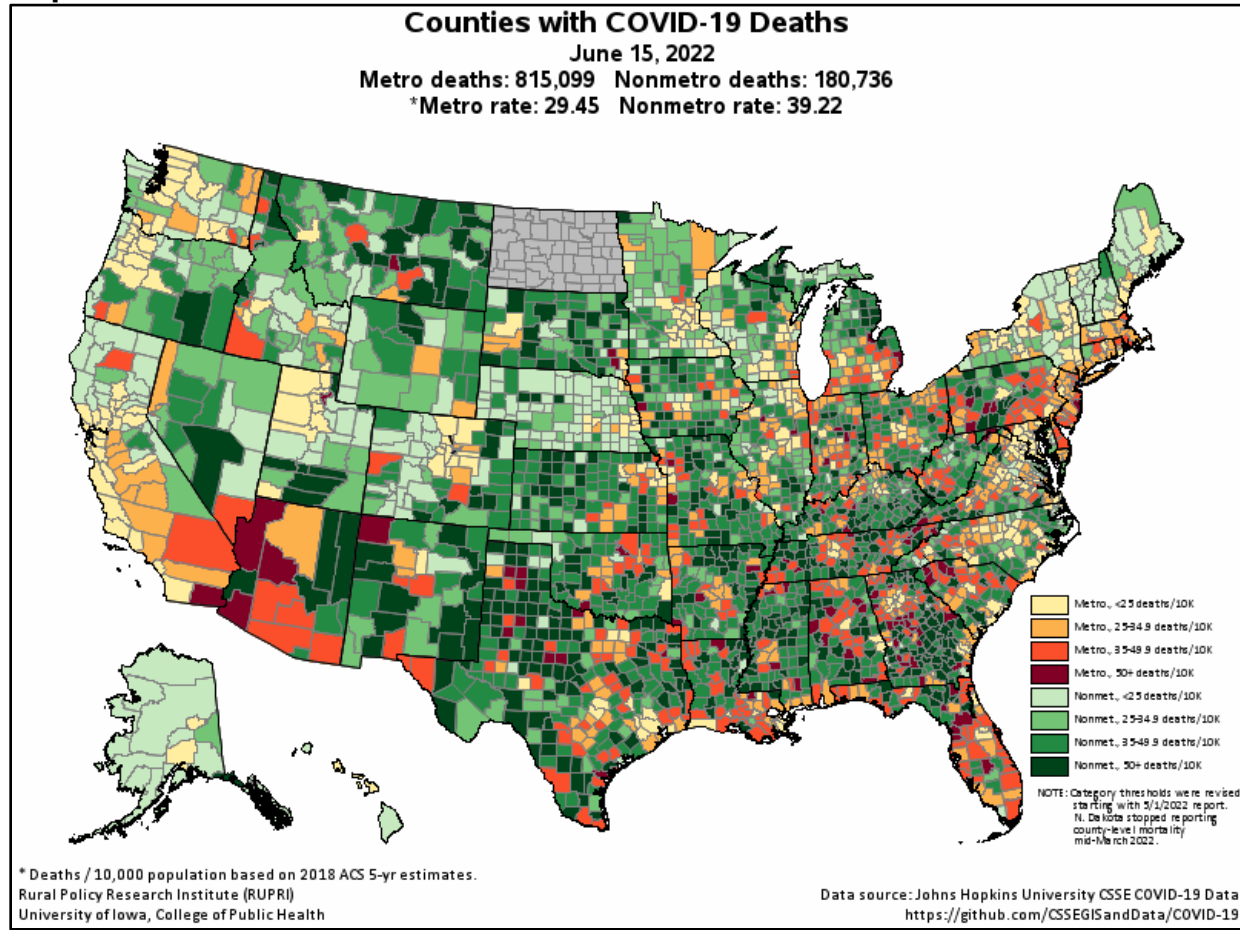 Counties with COVID-19 Deaths
June 15, 2022
Metro deaths: 815,099 Nonmetro deaths: 180,736
*Metro rate: 29.45 Nonmetro rate: 39.22
Metro., <25 deaths/10K
Metro., 25-34.9 deaths/10K
Metro., 35-49.9 deaths/10K
Metro., 50+ deaths/10K
Nonmet., <25 deaths/10K
Nonmet., 25-34.9 deaths/10K
Nonmet., 35-49.9 deaths/10K
Nonmet., 50+ deaths/10K
NOTE: Category thresholds were revised
starting with 5/1/2022 report.
N. Dakota stopped reporting
county-level mortality
mid-March 2022.
* Deaths / 10,000 population based on 2018 ACS 5-yr estimates.
Rural Policy Research Institute (RUPRI)
University of Iowa, College of Public Health
Data source: Johns Hopkins University CSSE COVID-19 Data
https://github.com/CSSEGISandData/COVID-19